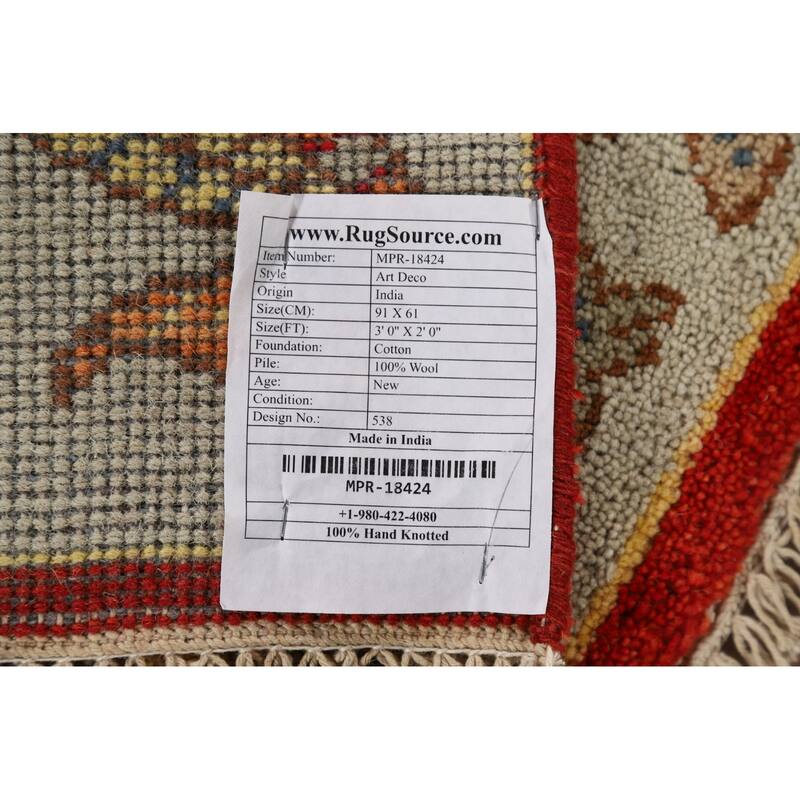 www.RugSource.com
Item Number: MPR-18424
Style Art Deco
Origin India
Size(CM): 91 X 61
Size(FT): 3' 0" X 2' 0"
Foundation: Cotton
Pile: 100% Wool
Age: New
Condition:
Design No.: 538
Made in India
MPR-18424
+1-980-422-4080
100% Hand Knotted